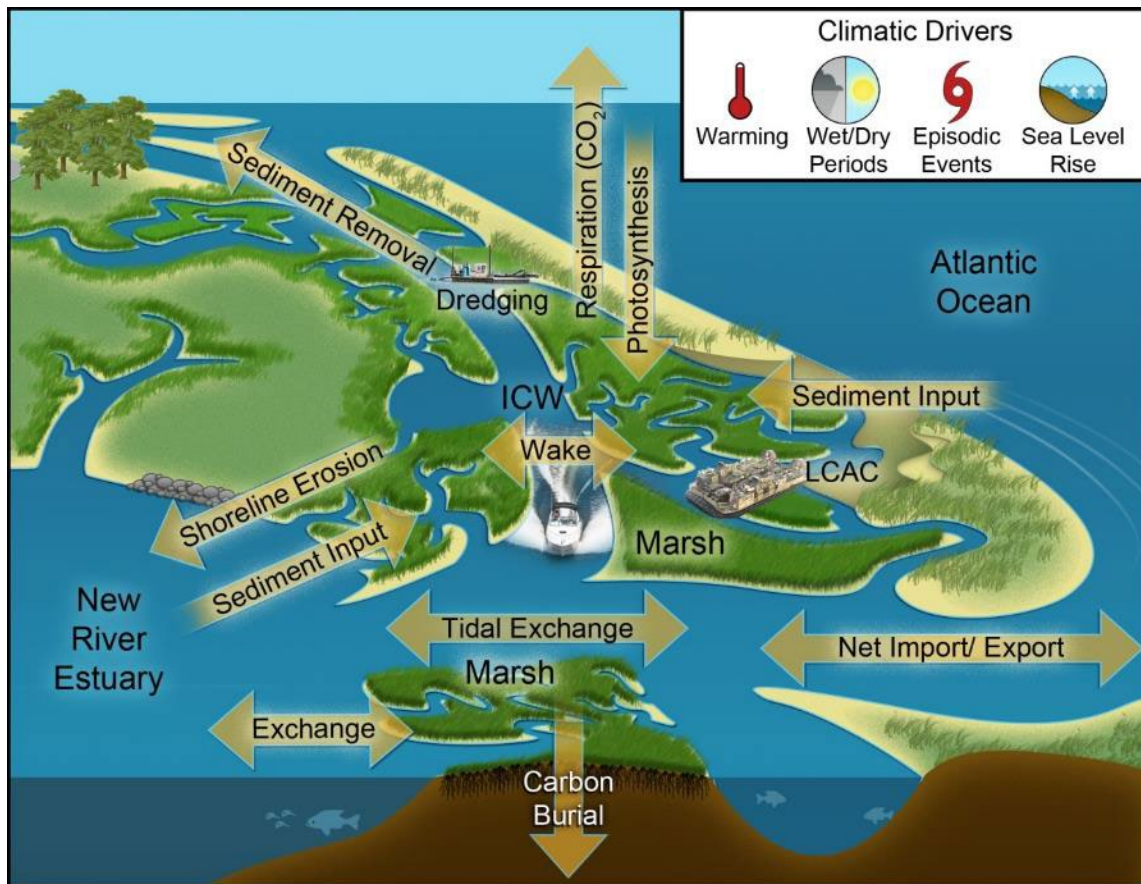 Climatic Drivers
Warming
Wet/Dry
Periods
Episodic
Events
Sea Level
Rise
Sediment Removal
Respiration (CO₂)
Photosynthesis
Atlantic
Ocean
Dredging
ICW
Sediment Input
Wake
LCAC
Shoreline Erosion
Marsh
Sediment Input
New
River
Estuary
Tidal Exchange
Net Import/ Export
Marsh
Exchange
Carbon
Burial